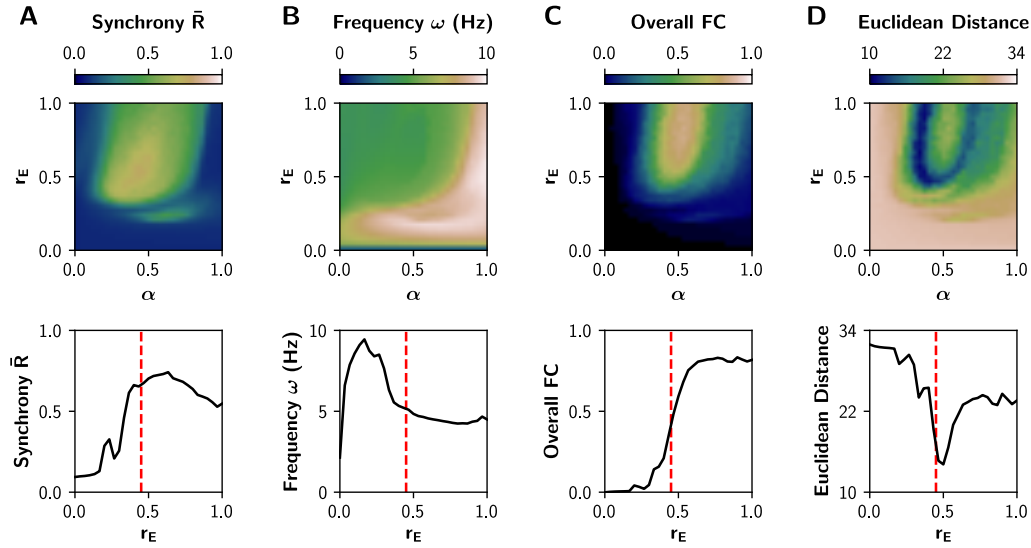 A Synchrony R̄ B Frequency ω (Hz) C Overall FC D Euclidean Distance
0.0 0.5 1.0 0 5 10 0.0 0.5 1.0 10 22 34
1.0 1.0 1.0 1.0
r_E 0.5 r_E 0.5 r_E 0.5 r_E 0.5
0.0 0.0 0.0 0.0
0.0 0.5 1.0 0.0 0.5 1.0 0.0 0.5 1.0 0.0 0.5 1.0
α α α α
1.0 10 1.0 34
Synchrony R̄ 0.5 Frequency ω (Hz) 5 Overall FC 0.5 Euclidean Distance 22
0.0 0 0.0 10
0.0 0.5 1.0 0.0 0.5 1.0 0.0 0.5 1.0 0.0 0.5 1.0
r_E r_E r_E r_E